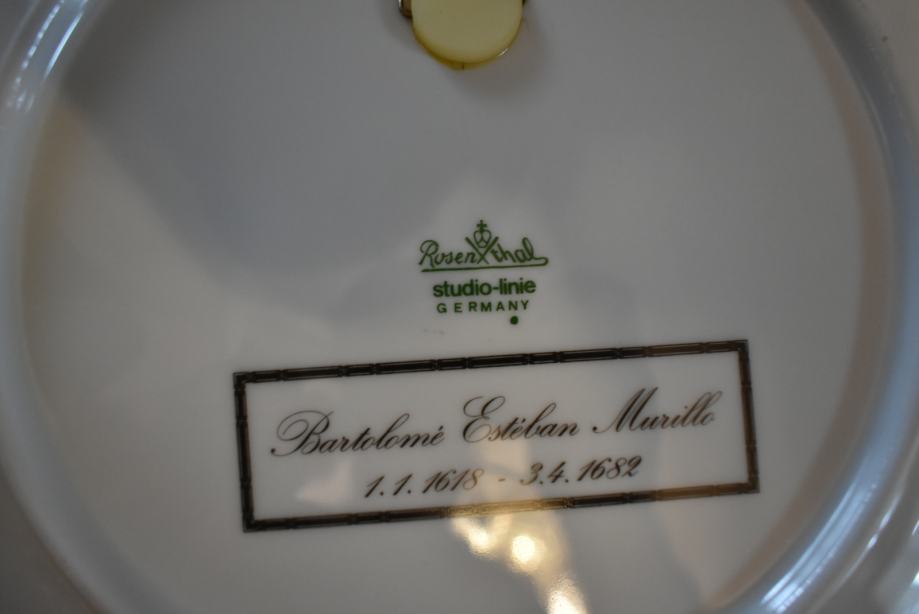 Rosenthal
studio-linie
GERMANY
Bartolomé Estéban Murillo
1.1.1618 - 3.4.1682